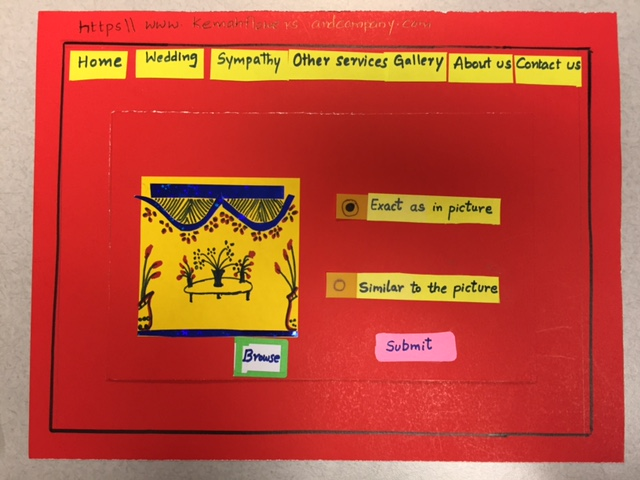 https\\ www. Kemahflowers andcompany.com
Home Wedding Sympathy Other services Gallery About us Contact us
Exact as in picture
Similar to the picture
Submit
Browse